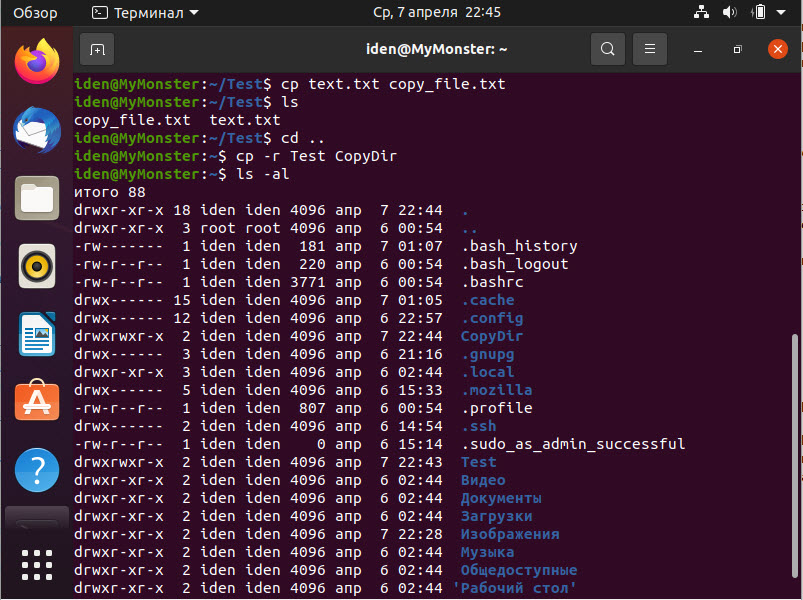 Обзор Терминал Ср, 7 апреля 22:45
iden@MyMonster: ~
iden@MyMonster:~/Test$ cp text.txt copy_file.txt
iden@MyMonster:~/Test$ ls
copy_file.txt text.txt
iden@MyMonster:~/Test$ cd ..
iden@MyMonster:~$ cp -r Test CopyDir
iden@MyMonster:~$ ls -al
итого 88
drwxr-xr-x 18 iden iden 4096 апр 7 22:44 .
drwxr-xr-x 3 root root 4096 апр 6 00:54 ..
-rw------- 1 iden iden 181 апр 7 01:07 .bash_history
-rw-r--r-- 1 iden iden 220 апр 6 00:54 .bash_logout
-rw-r--r-- 1 iden iden 3771 апр 6 00:54 .bashrc
drwx------ 15 iden iden 4096 апр 7 01:05 .cache
drwx------ 12 iden iden 4096 апр 6 22:57 .config
drwxrwxr-x 2 iden iden 4096 апр 7 22:44 CopyDir
drwx------ 3 iden iden 4096 апр 6 21:16 .gnupg
drwxr-xr-x 3 iden iden 4096 апр 6 02:44 .local
drwx------ 5 iden iden 4096 апр 6 15:33 .mozilla
-rw-r--r-- 1 iden iden 807 апр 6 00:54 .profile
drwx------ 2 iden iden 4096 апр 6 14:54 .ssh
-rw-r--r-- 1 iden iden 0 апр 6 15:14 .sudo_as_admin_successful
drwxrwxr-x 2 iden iden 4096 апр 7 22:43 Test
drwxr-xr-x 2 iden iden 4096 апр 6 02:44 Видео
drwxr-xr-x 2 iden iden 4096 апр 6 02:44 Документы
drwxr-xr-x 2 iden iden 4096 апр 6 02:44 Загрузки
drwxr-xr-x 2 iden iden 4096 апр 7 22:28 Изображения
drwxr-xr-x 2 iden iden 4096 апр 6 02:44 Музыка
drwxr-xr-x 2 iden iden 4096 апр 6 02:44 Общедоступные
drwxr-xr-x 2 iden iden 4096 апр 6 02:44 'Рабочий стол'